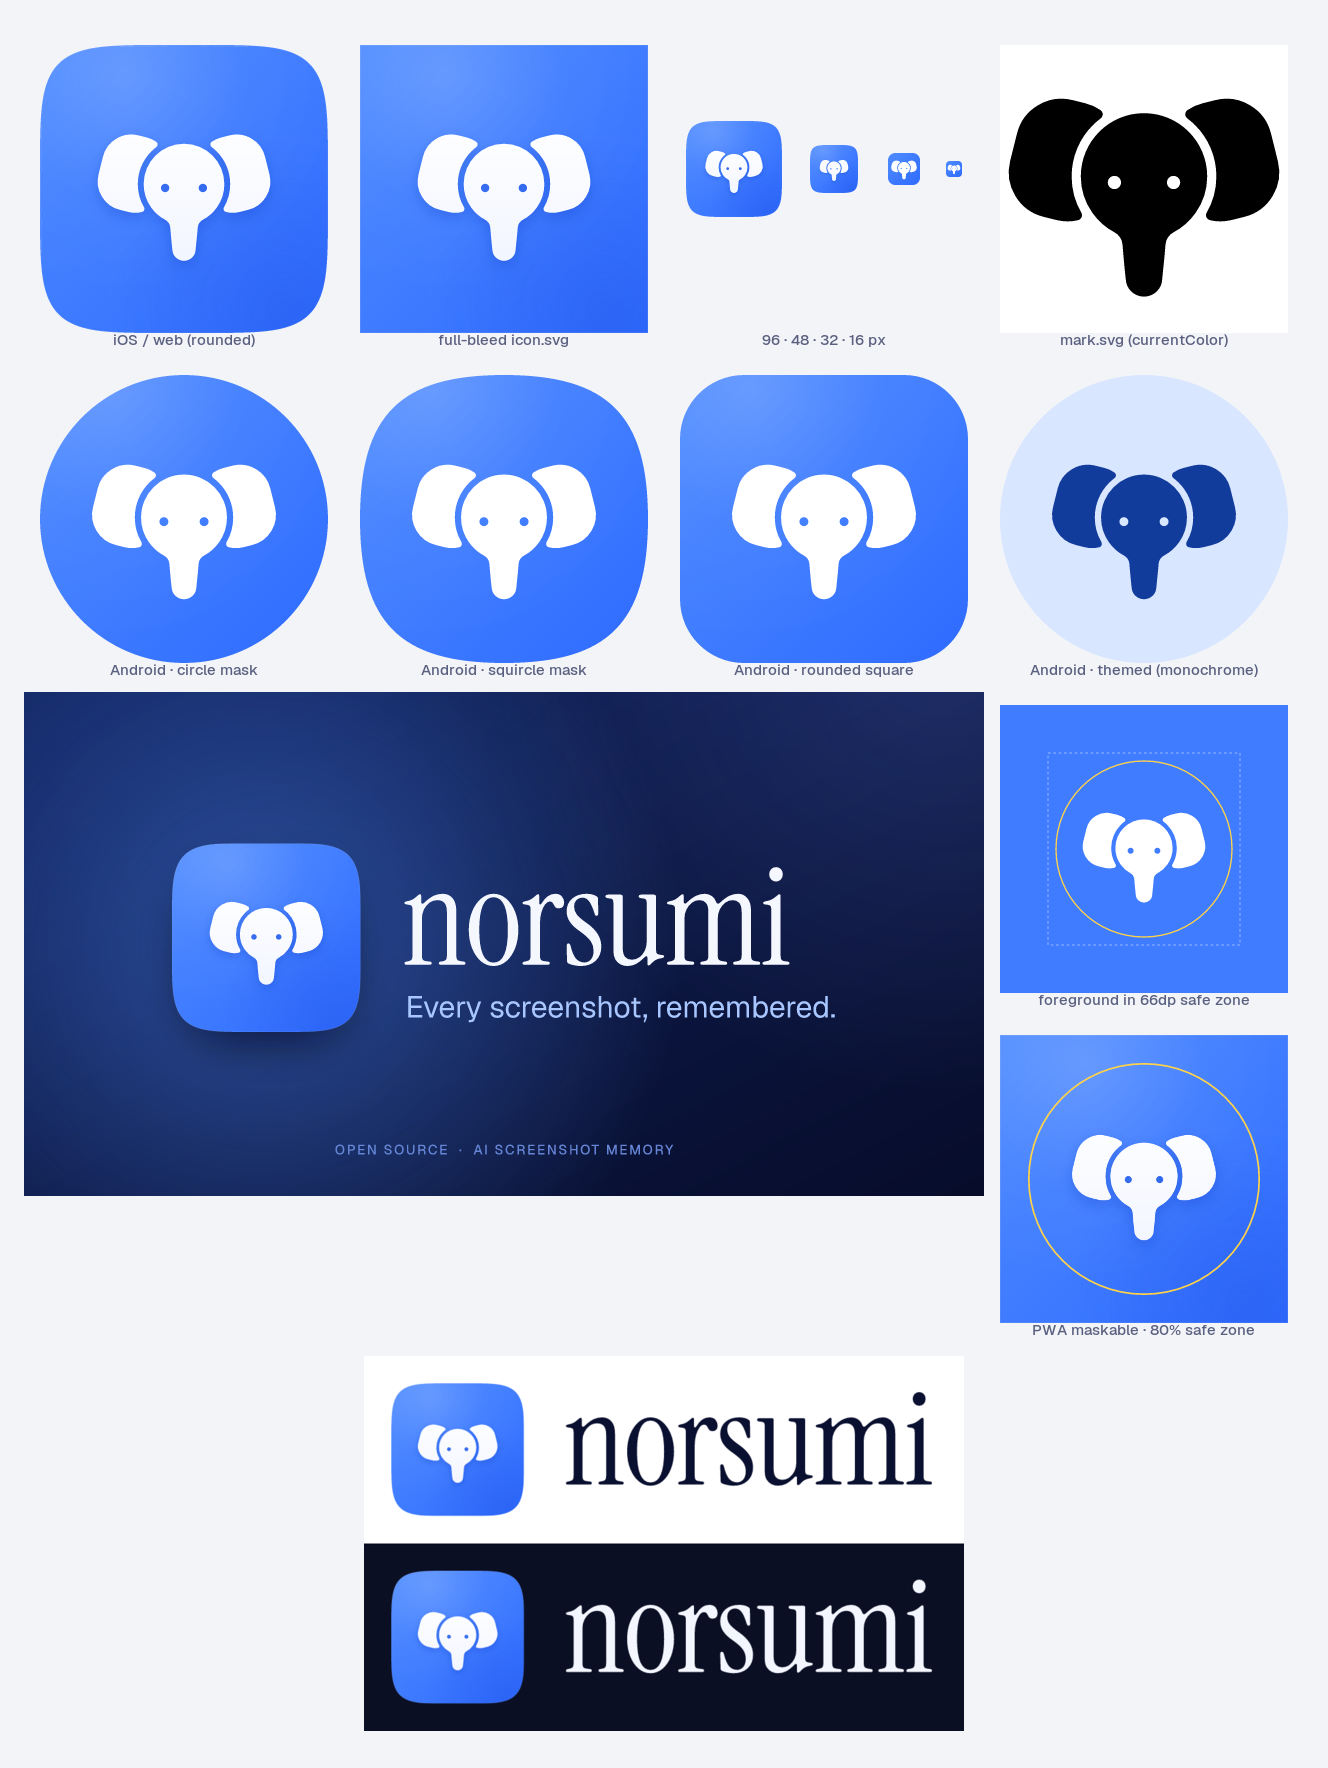 iOS / web (rounded)
full-bleed icon.svg
96 · 48 · 32 · 16 px
mark.svg (currentColor)
Android · circle mask
Android · squircle mask
Android · rounded square
Android · themed (monochrome)
norsumi
Every screenshot, remembered.
OPEN SOURCE · AI SCREENSHOT MEMORY
foreground in 66dp safe zone
PWA maskable · 80% safe zone
norsumi
norsumi